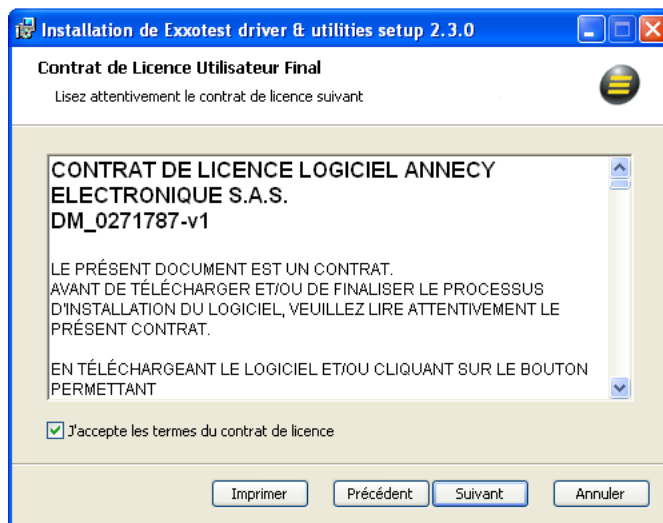 Installation de Exxotest driver & utilities setup 2.3.0
Contrat de Licence Utilisateur Final
Lisez attentivement le contrat de licence suivant
CONTRAT DE LICENCE LOGICIEL ANNECY
ELECTRONIQUE S.A.S.
DM_0271787-v1
LE PRÉSENT DOCUMENT EST UN CONTRAT.
AVANT DE TÉLÉCHARGER ET/OU DE FINALISER LE PROCESSUS
D'INSTALLATION DU LOGICIEL, VEUILLEZ LIRE ATTENTIVEMENT LE
PRÉSENT CONTRAT.
EN TÉLÉCHARGEANT LE LOGICIEL ET/OU CLIQUANT SUR LE BOUTON
PERMETTANT
J'accepte les termes du contrat de licence
Imprimer Précédent Suivant Annuler